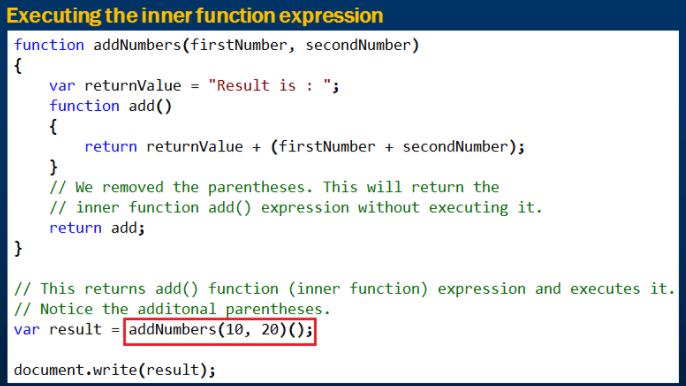 Executing the inner function expression
function addNumbers(firstNumber, secondNumber)
{
    var returnValue = "Result is : ";
    function add()
    {
        return returnValue + (firstNumber + secondNumber);
    }
    // We removed the parentheses. This will return the
    // inner function add() expression without executing it.
    return add;
}
// This returns add() function (inner function) expression and executes it.
// Notice the additonal parentheses.
var result = addNumbers(10, 20)();
document.write(result);